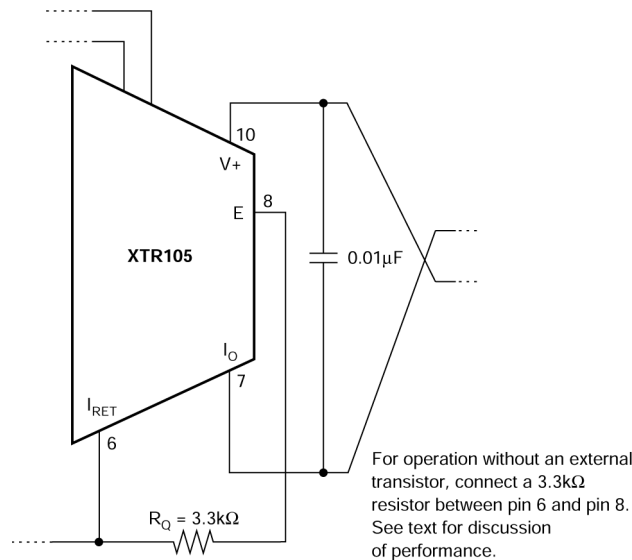 10
V+
8
E
XTR105
0.01µF
I_O
7
I_RET
6
R_Q = 3.3kΩ
For operation without an external
transistor, connect a 3.3kΩ
resistor between pin 6 and pin 8.
See text for discussion
of performance.